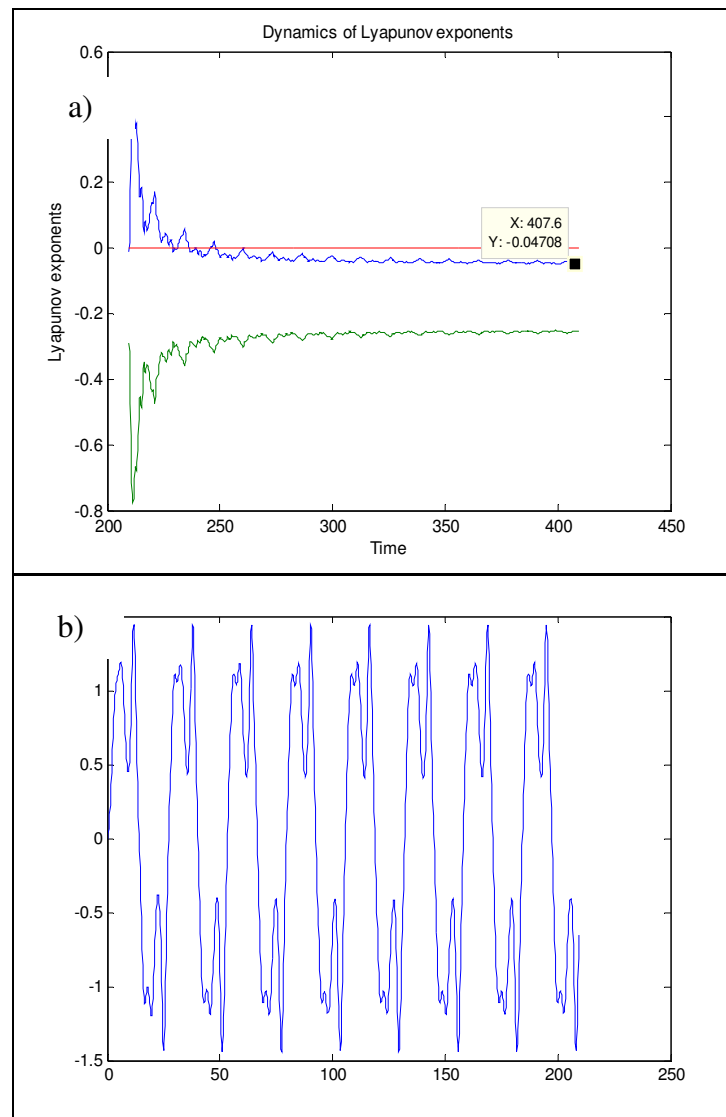 Dynamics of Lyapunov exponents
a)
0.6
0.2
0
-0.2
-0.4
-0.6
-0.8
Lyapunov exponents
X: 407.6
Y: -0.04708
200 250 300 350 400 450
Time
b)
1
0.5
0
-0.5
-1
-1.5
0 50 100 150 200 250